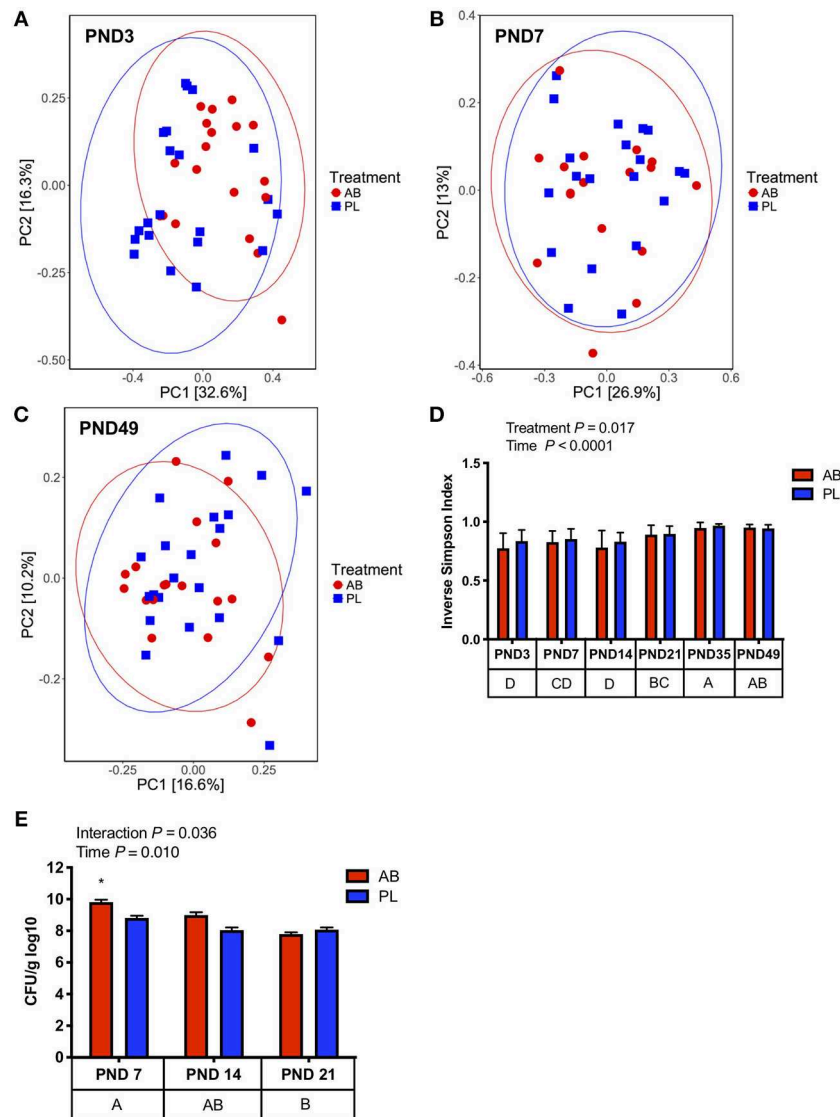 A
PND3
0.25
0.00
-0.25
-0.50
PC2 [16.3%]
-0.4
0.0
0.4
PC1 [32.6%]
Treatment
AB
PL
B
PND7
0.4
0.2
0.0
-0.2
-0.4
PC2 [13%]
-0.6
-0.3
0.0
0.3
0.6
PC1 [26.9%]
Treatment
AB
PL
C
PND49
0.2
0.0
-0.2
PC2 [10.2%]
-0.25
0.00
0.25
PC1 [16.6%]
Treatment
AB
PL
D
Treatment P = 0.017
Time P < 0.0001
1.5
1.0
0.5
0.0
Inverse Simpson Index
AB
PL
PND3 PND7 PND14 PND21 PND35 PND49
D CD D BC A AB
E
Interaction P = 0.036
Time P = 0.010
12
10
8
6
4
2
0
CFU/g log10
*
AB
PL
PND 7 PND 14 PND 21
A AB B